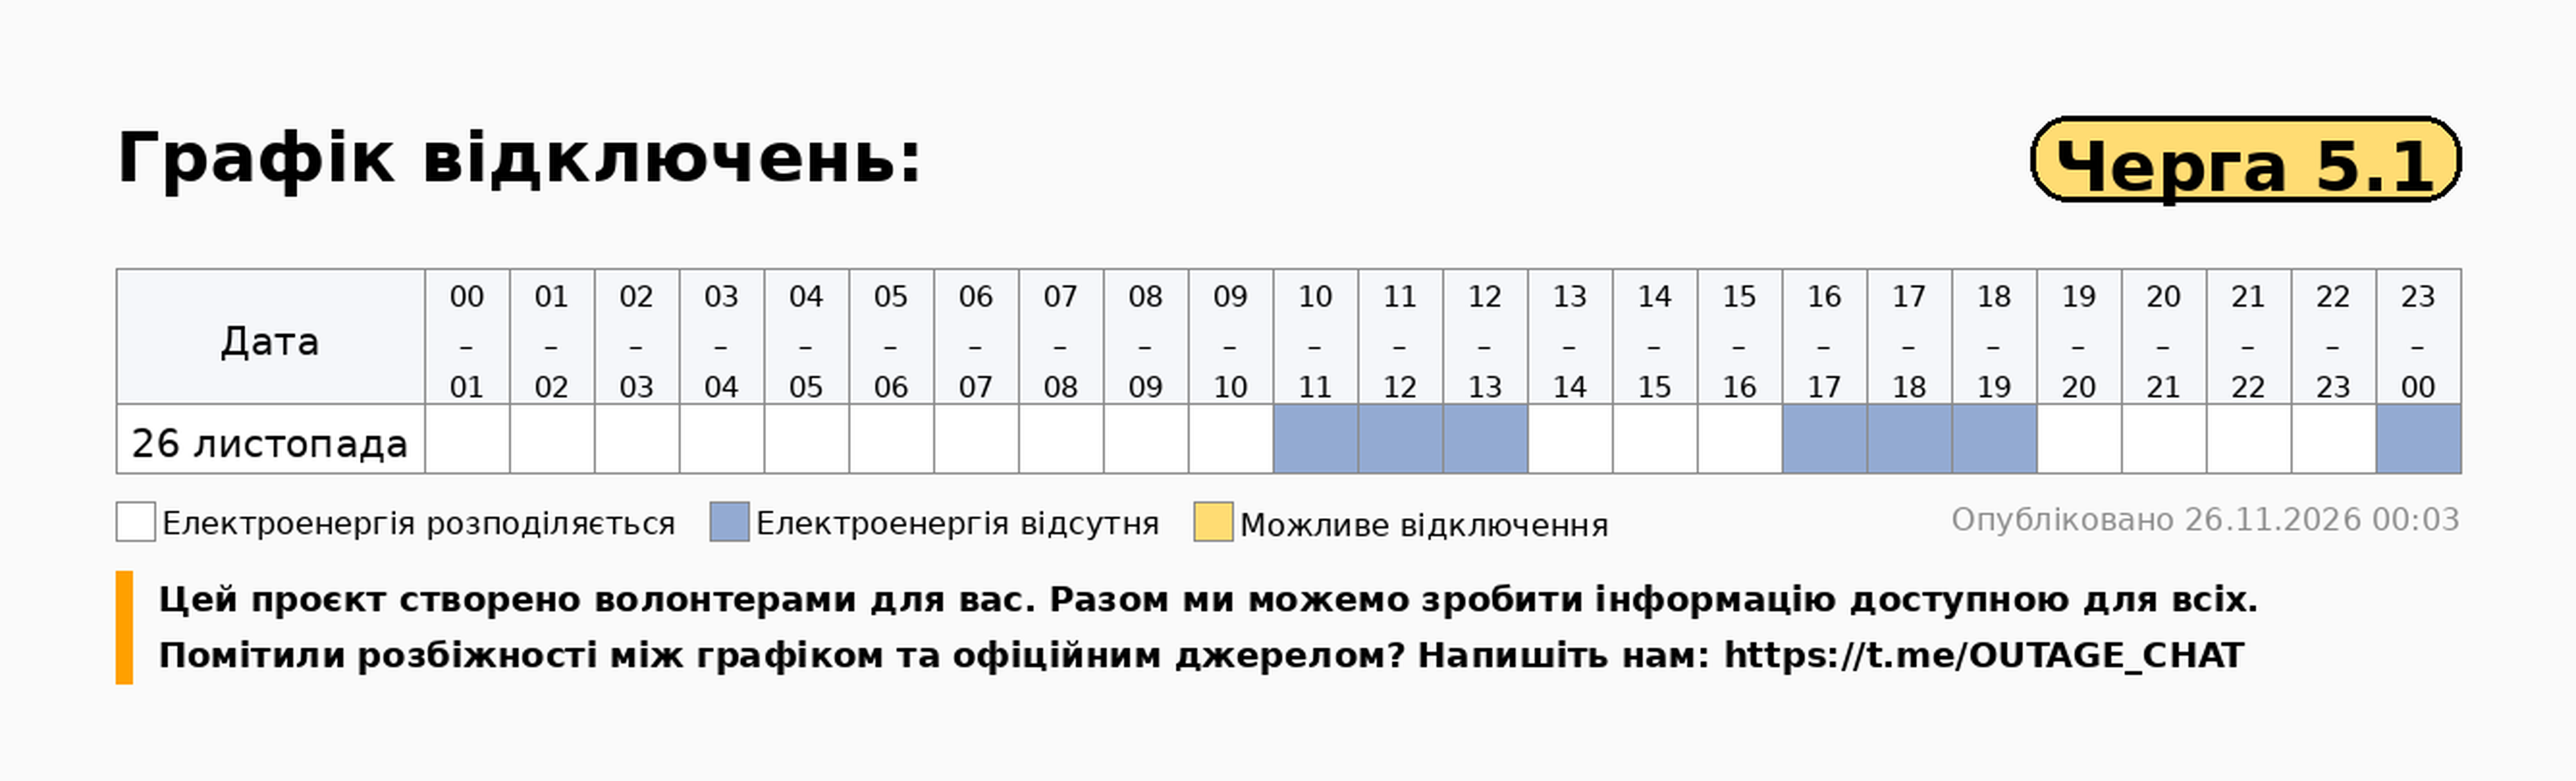 Графік відключень:
Черга 5.1
Дата 00 – 01 01 – 02 02 – 03 03 – 04 04 – 05 05 – 06 06 – 07 07 – 08 08 – 09 09 – 10 10 – 11 11 – 12 12 – 13 13 – 14 14 – 15 15 – 16 16 – 17 17 – 18 18 – 19 19 – 20 20 – 21 21 – 22 22 – 23 23 – 00
26 листопада
Електроенергія розподіляється Електроенергія відсутня Можливе відключення
Опубліковано 26.11.2026 00:03
Цей проєкт створено волонтерами для вас. Разом ми можемо зробити інформацію доступною для всіх.
Помітили розбіжності між графіком та офіційним джерелом? Напишіть нам: https://t.me/OUTAGE_CHAT